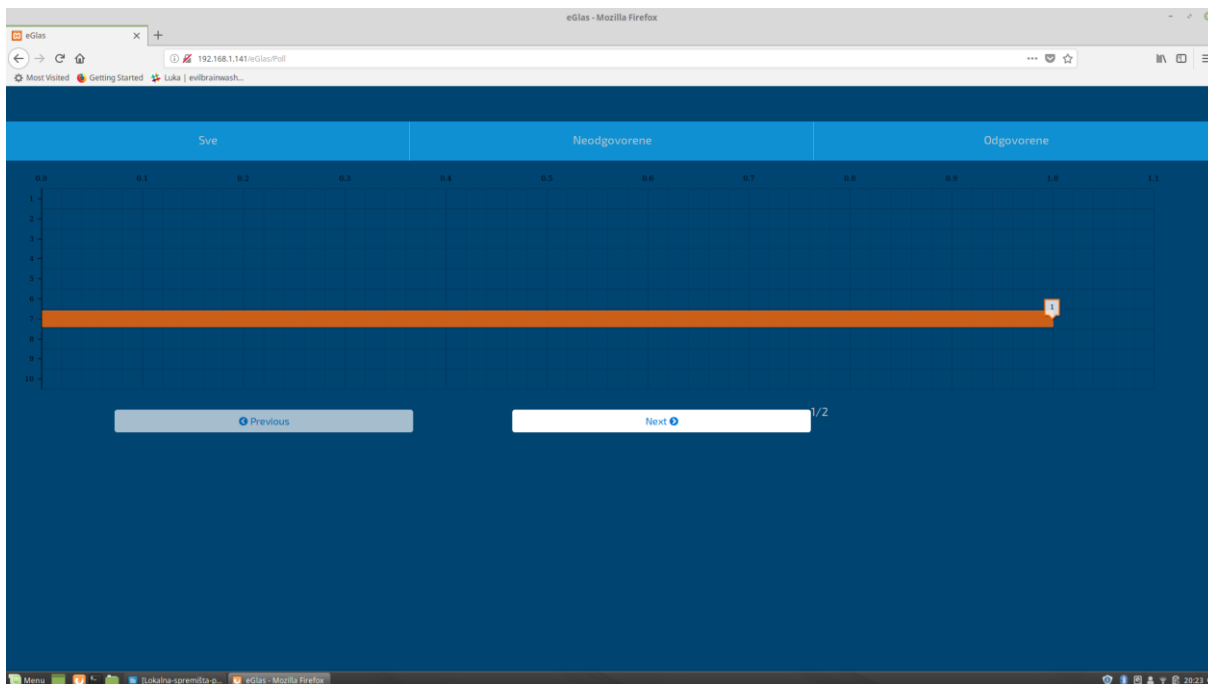 eGlas - Mozilla Firefox
eGlas
192.168.1.141/eGlas/Poll
Most Visited Getting Started Luka | evilbrainwash...
Sve Neodgovorene Odgovorene
0.0 0.1 0.2 0.3 0.4 0.5 0.6 0.7 0.8 0.9 1.0 1.1
1
2
3
4
5
6
1
7
8
9
10
Previous Next 1/2
Menu [Lokalna-spremišta-p... eGlas - Mozilla Firefox 20:23